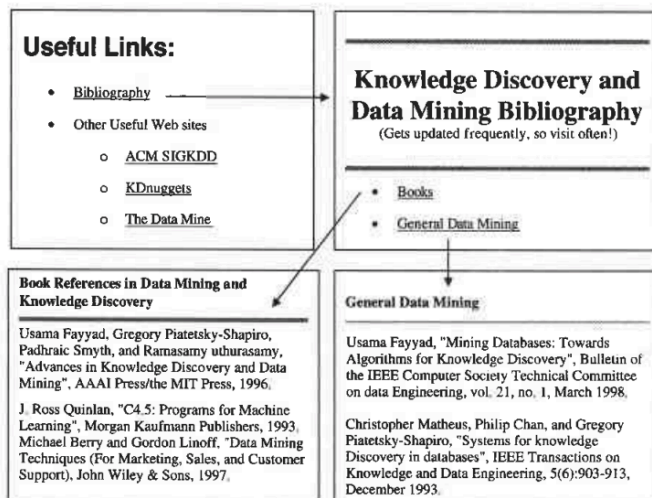 Useful Links:
• Bibliography
• Other Useful Web sites
o ACM SIGKDD
o KDnuggets
o The Data Mine
Knowledge Discovery and
Data Mining Bibliography
(Gets updated frequently, so visit often!)
• Books
• General Data Mining
Book References in Data Mining and
Knowledge Discovery
Usama Fayyad, Gregory Piatetsky-Shapiro,
Padhraic Smyth, and Ramasamy uthurasamy,
"Advances in Knowledge Discovery and Data
Mining", AAAI Press/the MIT Press, 1996.
J. Ross Quinlan, "C4.5: Programs for Machine
Learning", Morgan Kaufmann Publishers, 1993.
Michael Berry and Gordon Linoff, "Data Mining
Techniques (For Marketing, Sales, and Customer
Support), John Wiley & Sons, 1997.
General Data Mining
Usama Fayyad, "Mining Databases: Towards
Algorithms for Knowledge Discovery", Bulletin of
the IEEE Computer Society Technical Committee
on data Engineering, vol. 21, no. 1, March 1998.
Christopher Matheus, Philip Chan, and Gregory
Piatetsky-Shapiro, "Systems for knowledge
Discovery in databases", IEEE Transactions on
Knowledge and Data Engineering, 5(6):903-913,
December 1993.